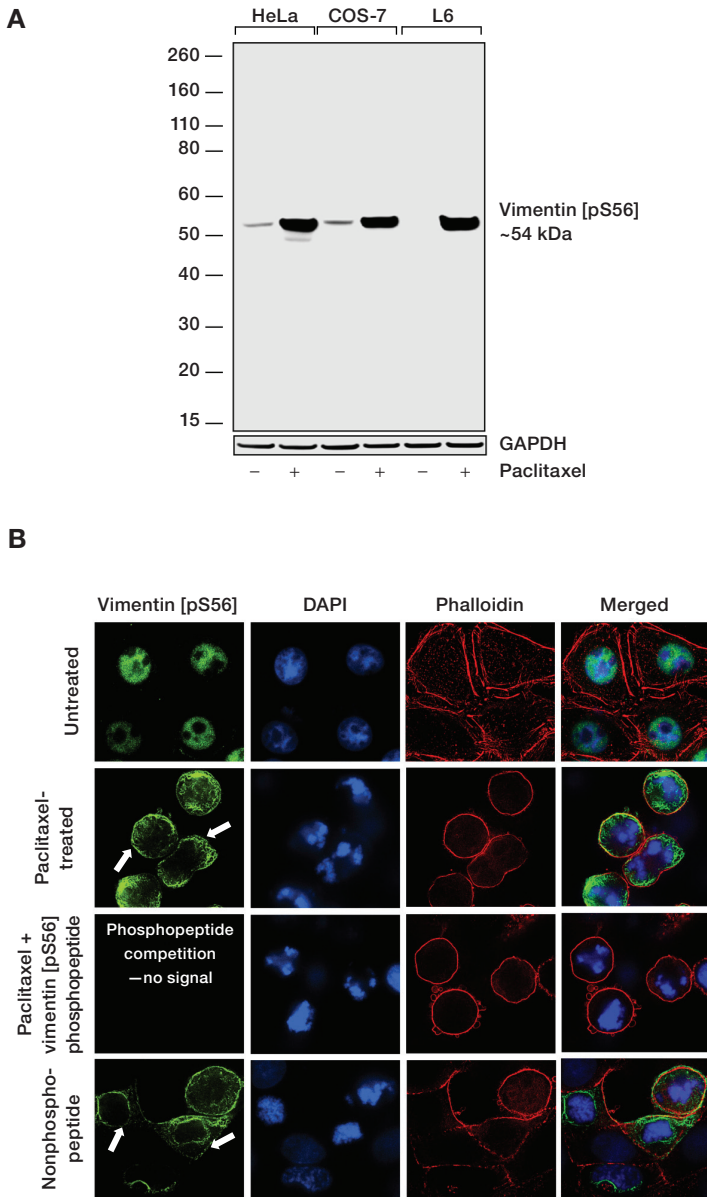 A
HeLa COS-7 L6
260
160
110
80
60
50
40
30
20
15
Vimentin [pS56]
~54 kDa
GAPDH
– + – + – + Paclitaxel
B
Vimentin [pS56] DAPI Phalloidin Merged
Untreated
Paclitaxel-
treated
Paclitaxel +
vimentin [pS56]
phosphopeptide
Phosphopeptide
competition
—no signal
Nonphospho-
peptide